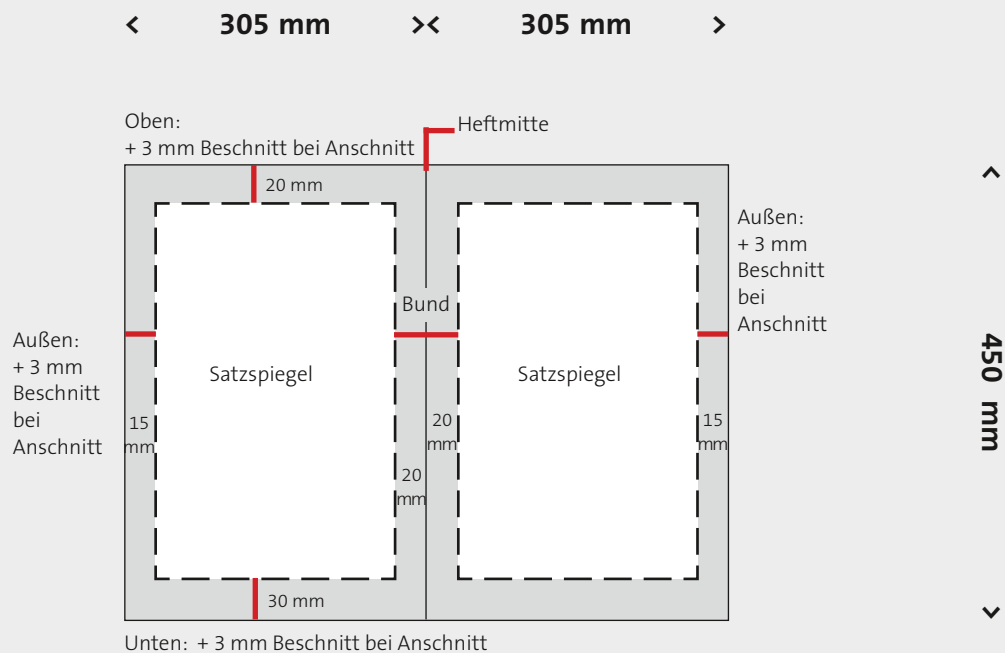 305 mm
305 mm
Oben:
+ 3 mm Beschnitt bei Anschnitt
Heftmitte
20 mm
Außen:
+ 3 mm
Beschnitt
bei
Anschnitt
Bund
Außen:
+ 3 mm
Beschnitt
bei
Anschnitt
Satzspiegel
Satzspiegel
450 mm
15
mm
20
mm
15
mm
20
mm
30 mm
Unten: + 3 mm Beschnitt bei Anschnitt